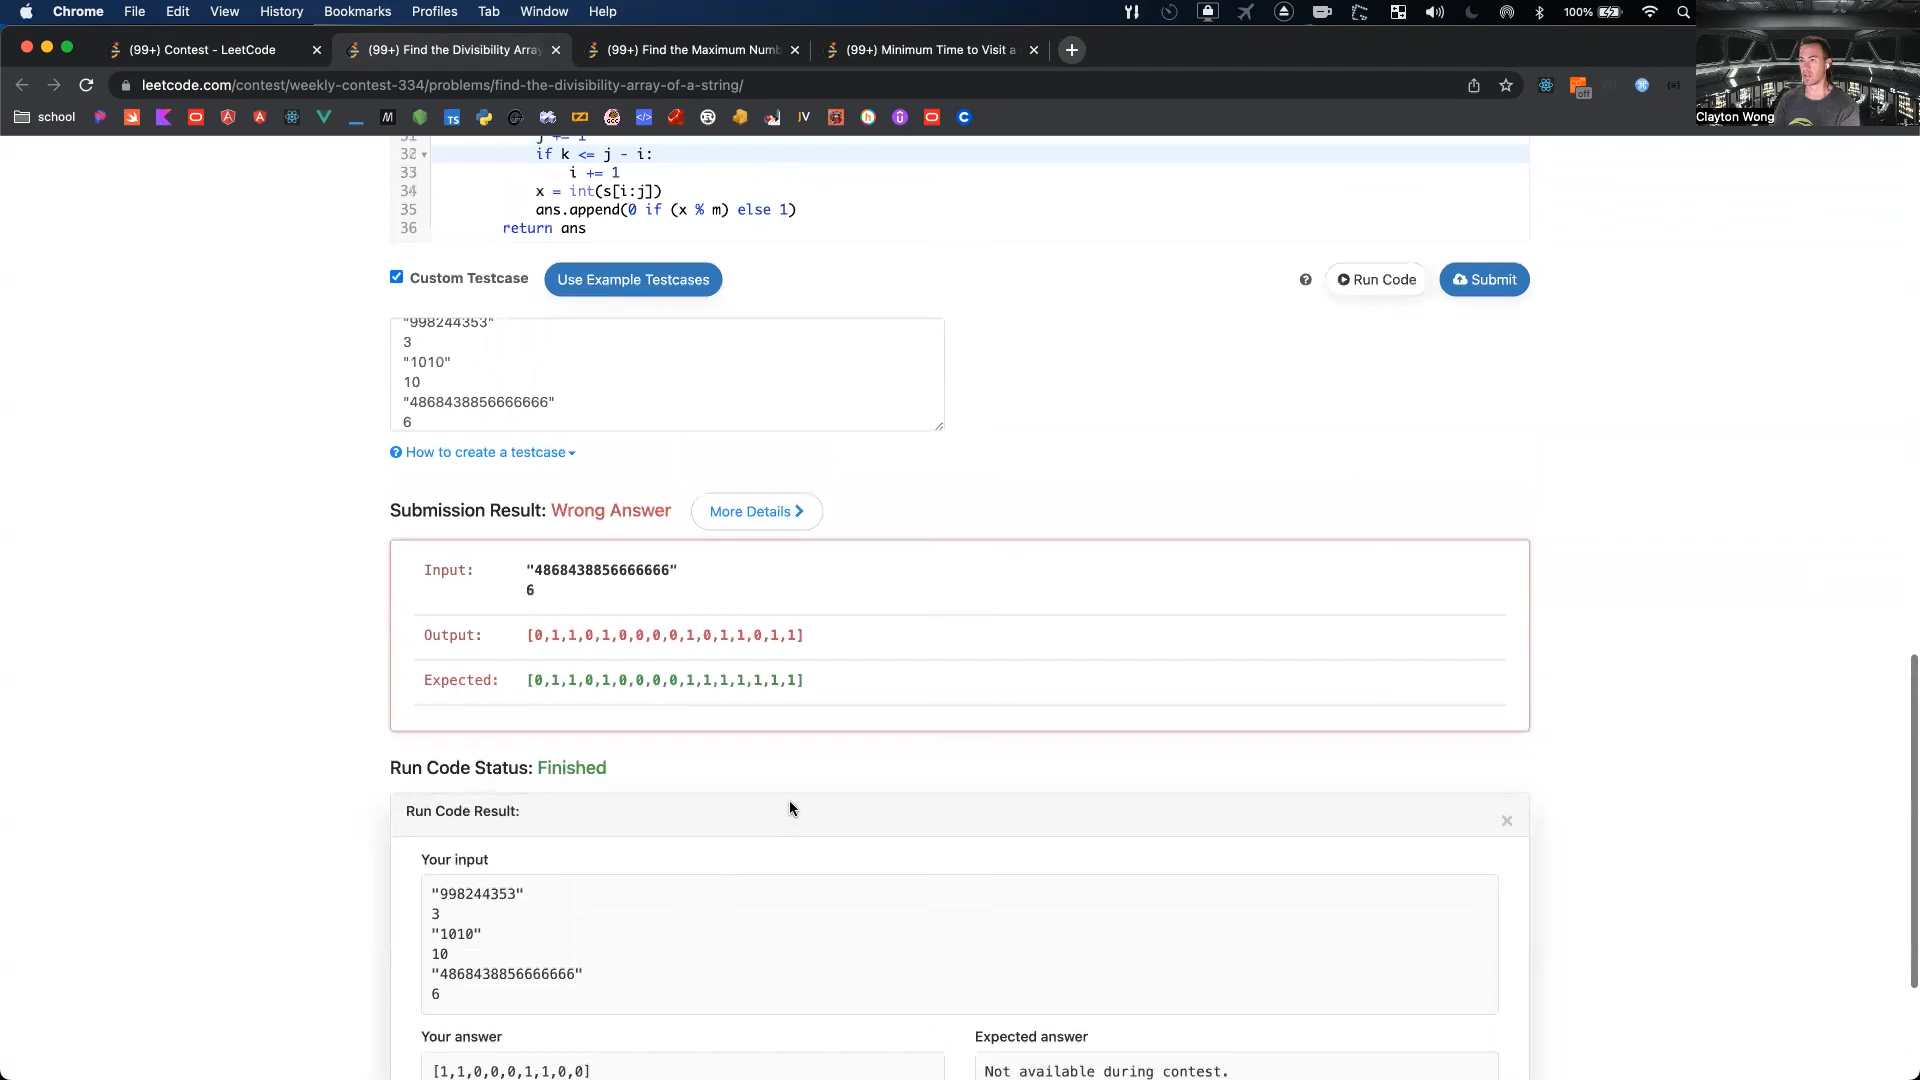 Chrome File Edit View History Bookmarks Profiles Tab Window Help 100%
(99+) Contest - LeetCode
(99+) Find the Divisibility Array
(99+) Find the Maximum Numb
(99+) Minimum Time to Visit a
leetcode.com/contest/weekly-contest-334/problems/find-the-divisibility-array-of-a-string/
off
school
M
TS
JV
Clayton Wong
31 j += 1
32 if k <= j - i:
33 i += 1
34 x = int(s[i:j])
35 ans.append(0 if (x % m) else 1)
36 return ans
Custom Testcase
Use Example Testcases
Run Code
Submit
"998244353"
3
"1010"
10
"4868438856666666"
6
How to create a testcase
Submission Result: Wrong Answer
More Details
Input: "4868438856666666"
6
Output: [0,1,1,0,1,0,0,0,0,1,0,1,1,0,1,1]
Expected: [0,1,1,0,1,0,0,0,0,1,1,1,1,1,1,1]
Run Code Status: Finished
Run Code Result:
Your input
"998244353"
3
"1010"
10
"4868438856666666"
6
Your answer
[1,1,0,0,0,1,1,0,0]
Expected answer
Not available during contest.